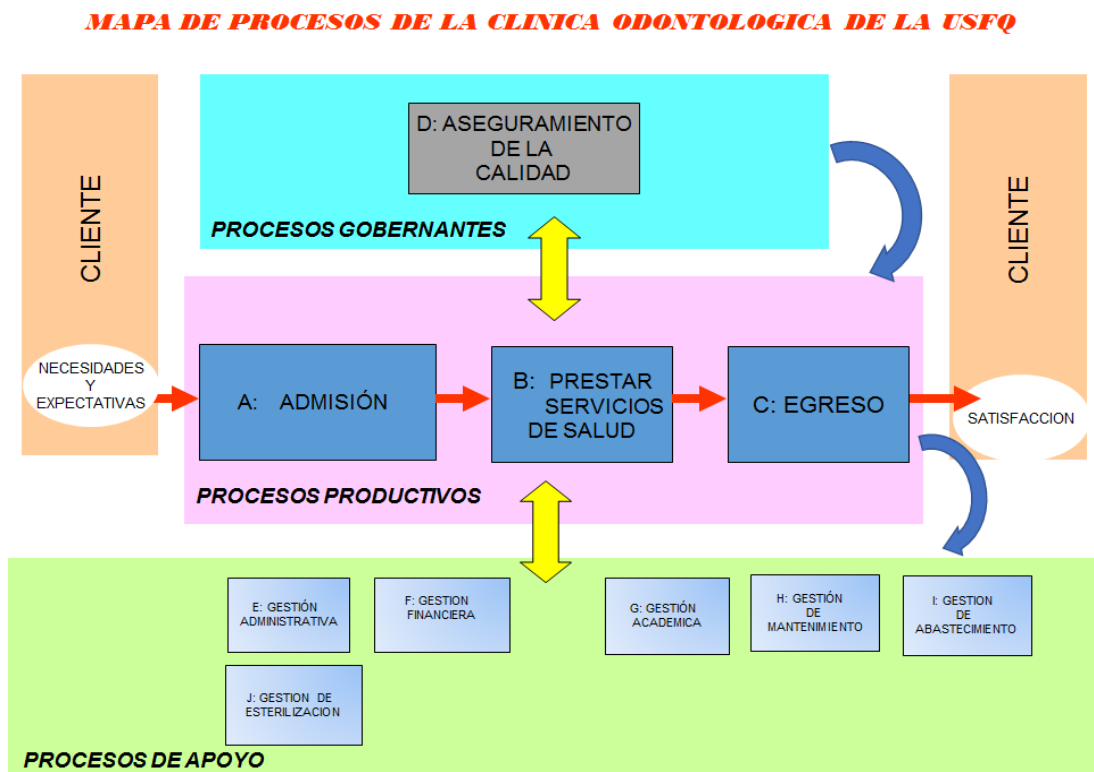 MAPA DE PROCESOS DE LA CLINICA ODONTOLOGICA DE LA USFQ
D: ASEGURAMIENTO
DE LA
CALIDAD
PROCESOS GOBERNANTES
CLIENTE
CLIENTE
NECESIDADES
Y
EXPECTATIVAS
A: ADMISIÓN
B: PRESTAR
SERVICIOS
DE SALUD
C: EGRESO
SATISFACCION
PROCESOS PRODUCTIVOS
E: GESTIÓN
ADMINISTRATIVA
F: GESTION
FINANCIERA
G: GESTIÓN
ACADEMICA
H: GESTIÓN
DE
MANTENIMIENTO
I: GESTION
DE
ABASTECIMIENTO
J: GESTION DE
ESTERILIZACION
PROCESOS DE APOYO